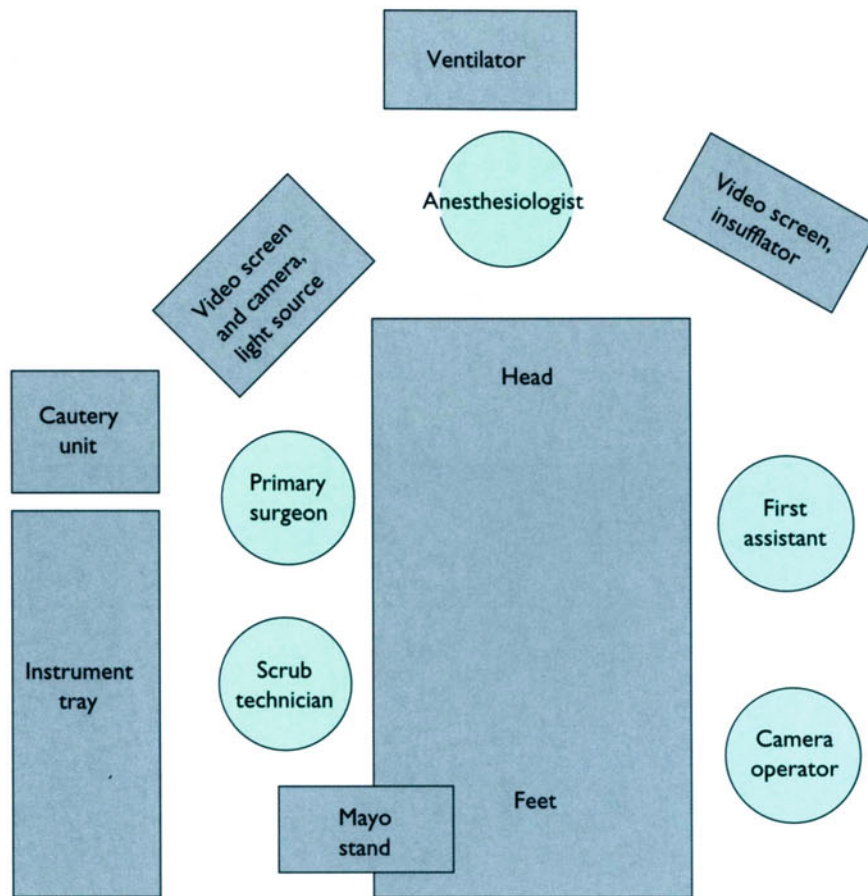 Ventilator
Anesthesiologist
Video screen
and camera,
light source
Video screen,
insufflator
Head
Cautery
unit
Primary
surgeon
First
assistant
Instrument
tray
Scrub
technician
Camera
operator
Mayo
stand
Feet